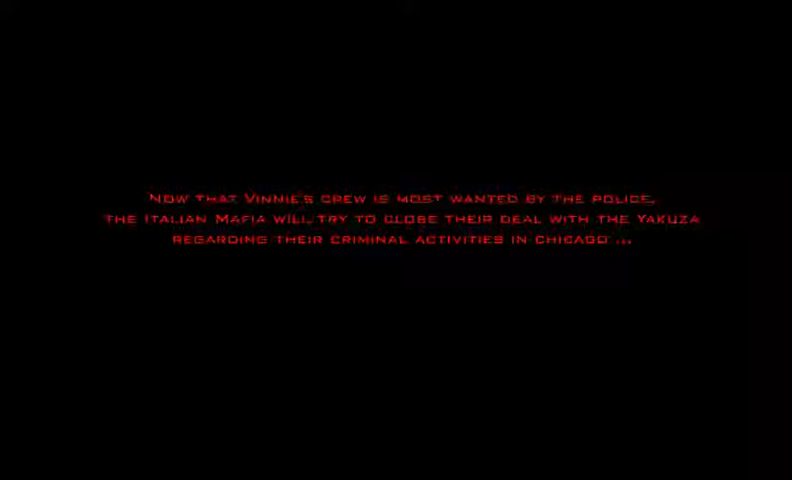 Now that Vinnie's crew is most wanted by the police,
the Italian Mafia will try to close their deal with the Yakuza
regarding their criminal activities in Chicago ...